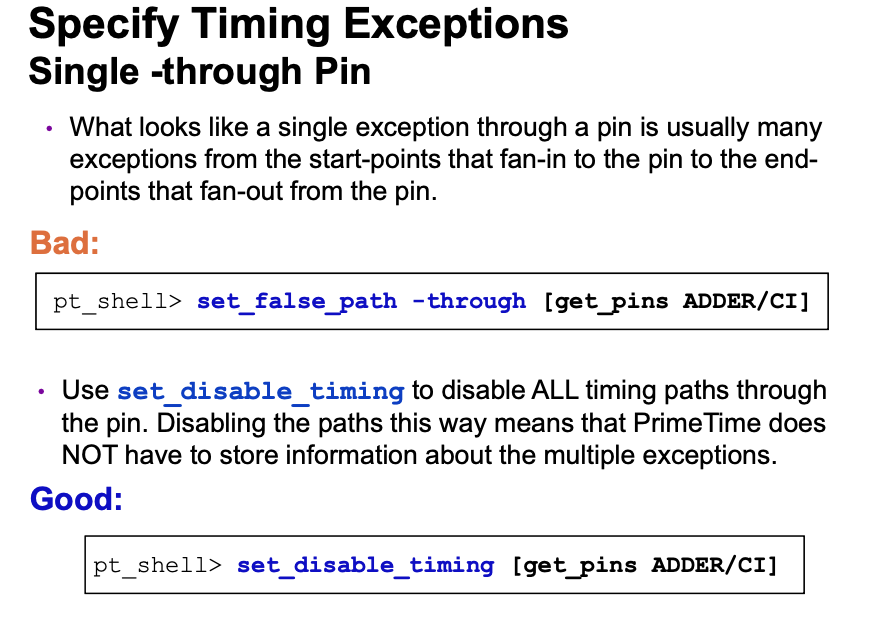 Specify Timing Exceptions
Single -through Pin
• What looks like a single exception through a pin is usually many
exceptions from the start-points that fan-in to the pin to the end-
points that fan-out from the pin.
Bad:
pt_shell> set_false_path -through [get_pins ADDER/CI]
• Use set_disable_timing to disable ALL timing paths through
the pin. Disabling the paths this way means that PrimeTime does
NOT have to store information about the multiple exceptions.
Good:
pt_shell> set_disable_timing [get_pins ADDER/CI]